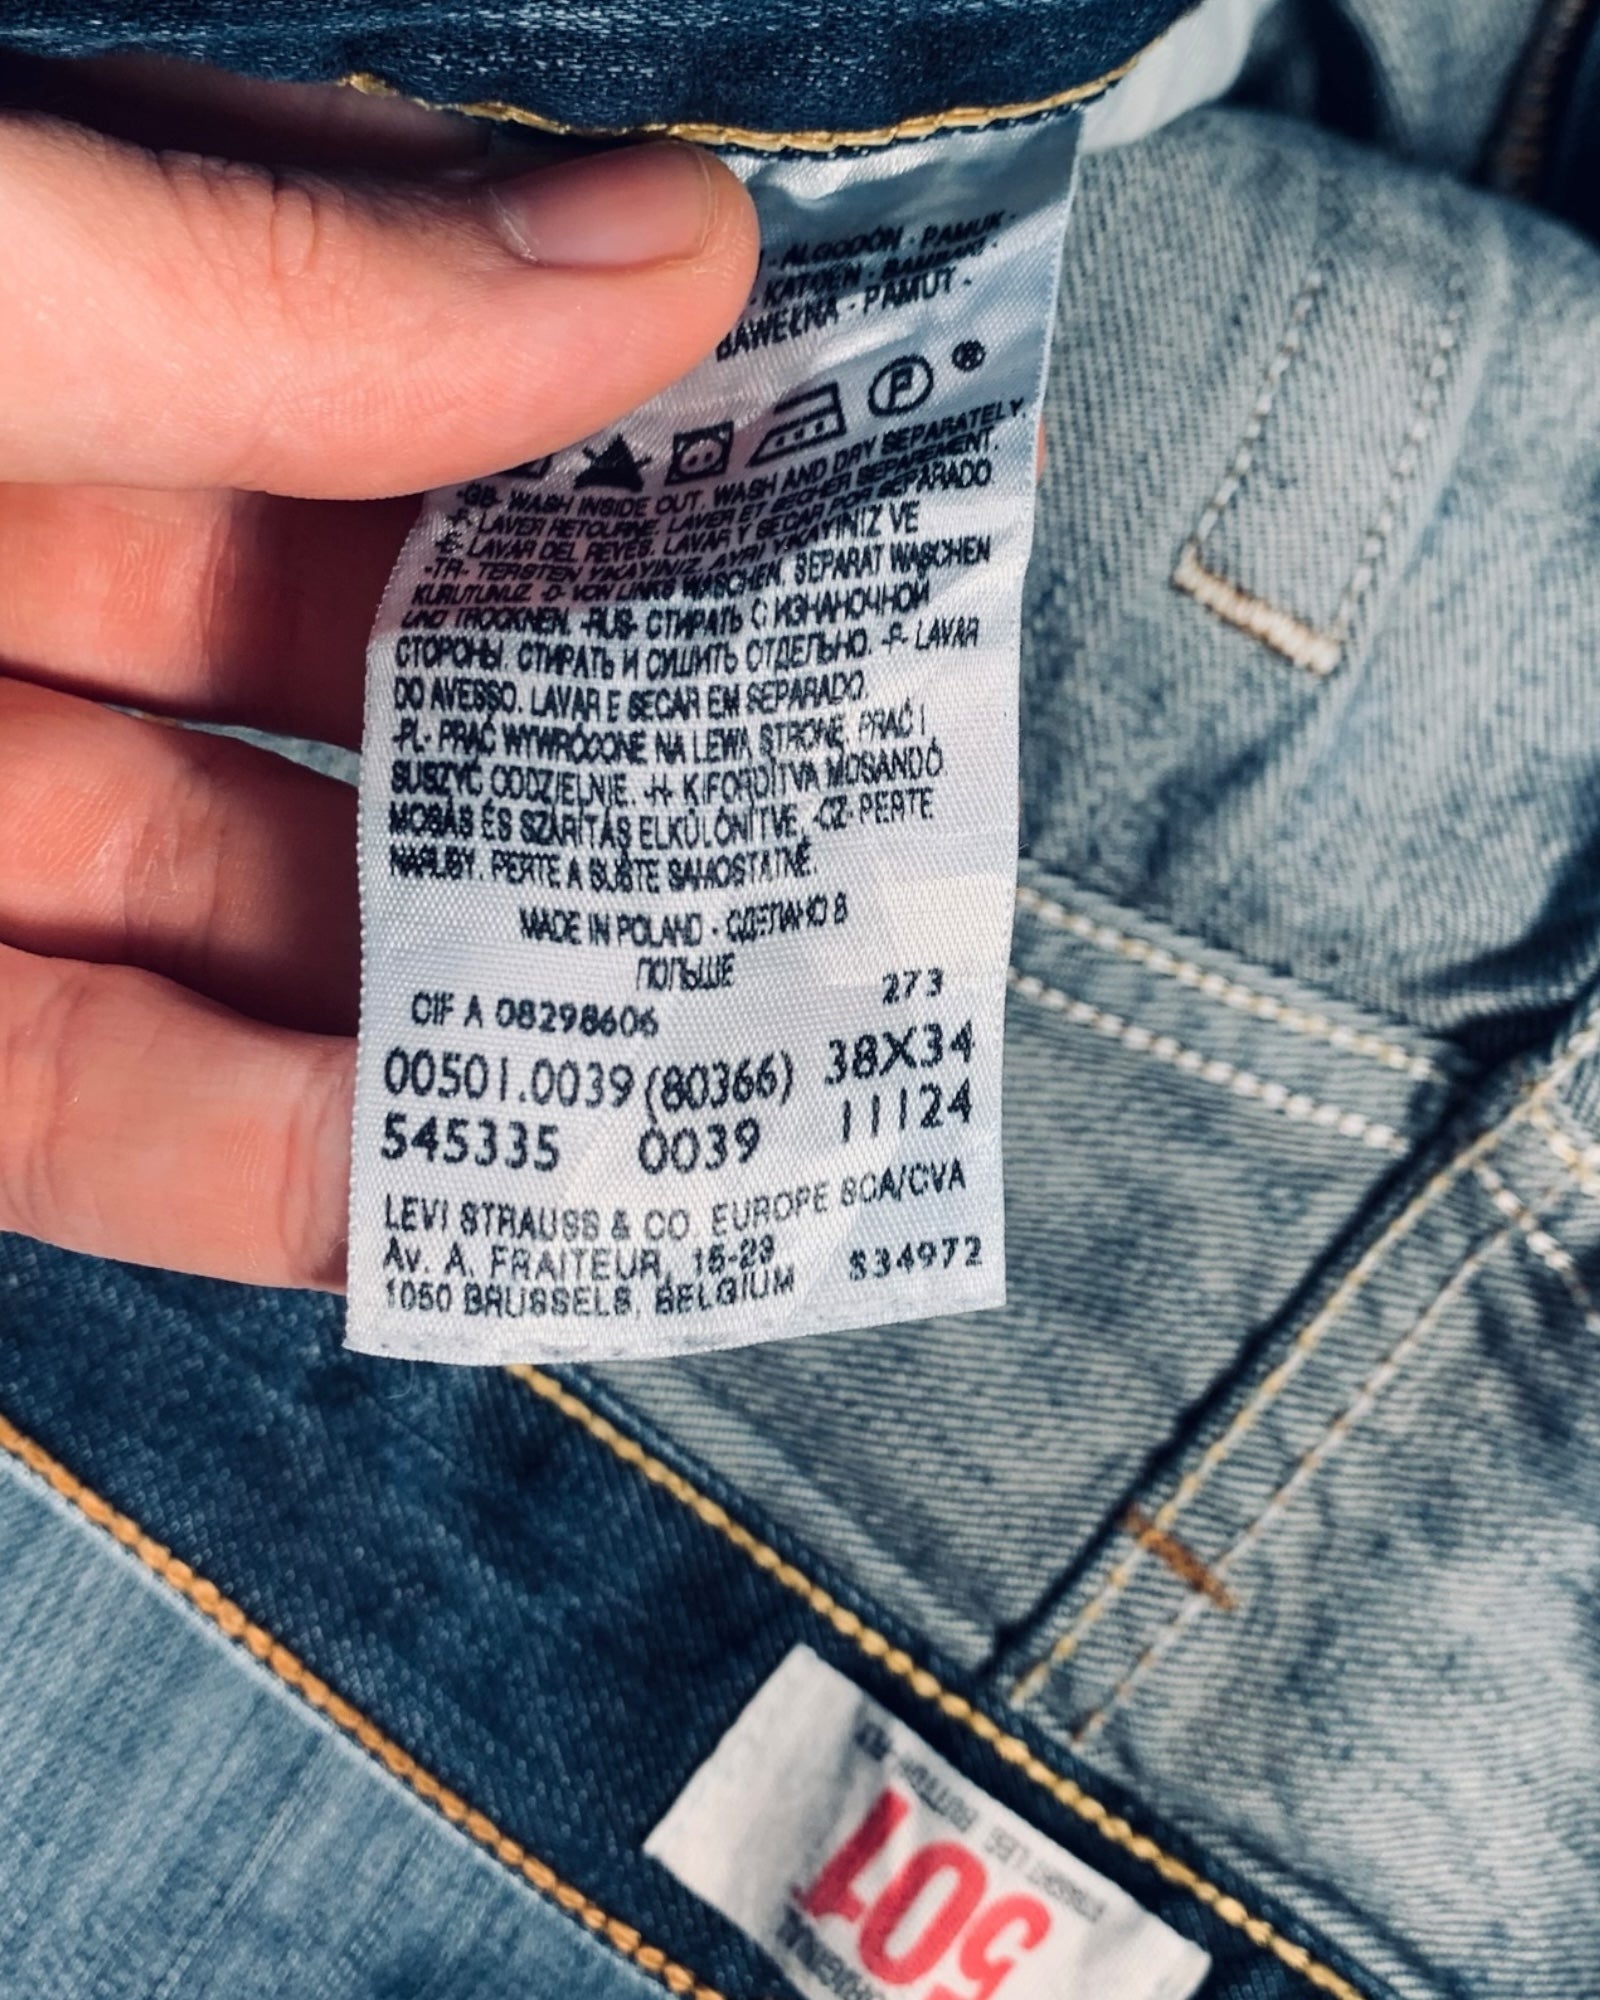 · ALGODÓN · PAMUK ·
· KATOEN ·
BAWEŁNA · PAMUT ·
P ®
-GB- WASH INSIDE OUT. WASH AND DRY SEPARATELY.
-F- LAVER RETOURNE. LAVER ET SECHER SEPAREMENT.
-E- LAVAR DEL REVES. LAVAR Y SECAR POR SEPARADO
-TR- TERSTEN YIKAYINIZ. AYRI YIKAYINIZ VE
KURUTUNUZ. -D- VON LINKS WASCHEN. SEPARAT WASCHEN
UND TROCKNEN. -RUS- СТИРАТЬ С ИЗНАНОЧНОЙ
СТОРОНЫ. СТИРАТЬ И СУШИТЬ ОТДЕЛЬНО. -P- LAVAR
DO AVESSO. LAVAR E SECAR EM SEPARADO.
-PL- PRAĆ WYWRÓCONE NA LEWĄ STRONĘ. PRAĆ I
SUSZYĆ ODDZIELNIE. -H- KIFORDÍTVA MOSANDÓ
MOSÁS ÉS SZÁRÍTÁS ELKÜLÖNÍTVE. -CZ- PERTE
NARUBY. PERTE A SUŠTE SAMOSTATNĚ.
MADE IN POLAND · СДЕЛАНО В
ПОЛЬШЕ
CIF A 08298606 273
00501.0039 (80366) 38X34
545335 0039 11124
LEVI STRAUSS & CO. EUROPE SCA/CVA
Av. A. FRAITEUR, 15-23
1050 BRUSSELS, BELGIUM S34972
501